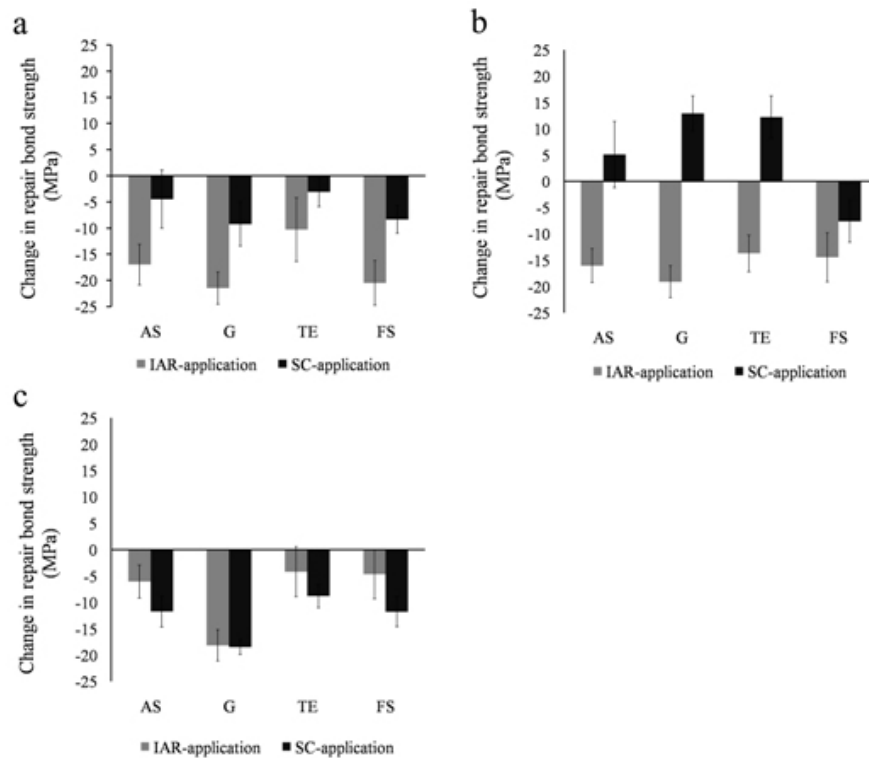 a
Change in repair bond strength
(MPa)
25
20
15
10
5
0
-5
-10
-15
-20
-25
AS G TE FS
IAR-application SC-application
b
Change in repair bond strength
(MPa)
25
20
15
10
5
0
-5
-10
-15
-20
-25
AS G TE FS
IAR-application SC-application
c
Change in repair bond strength
(MPa)
25
20
15
10
5
0
-5
-10
-15
-20
-25
AS G TE FS
IAR-application SC-application